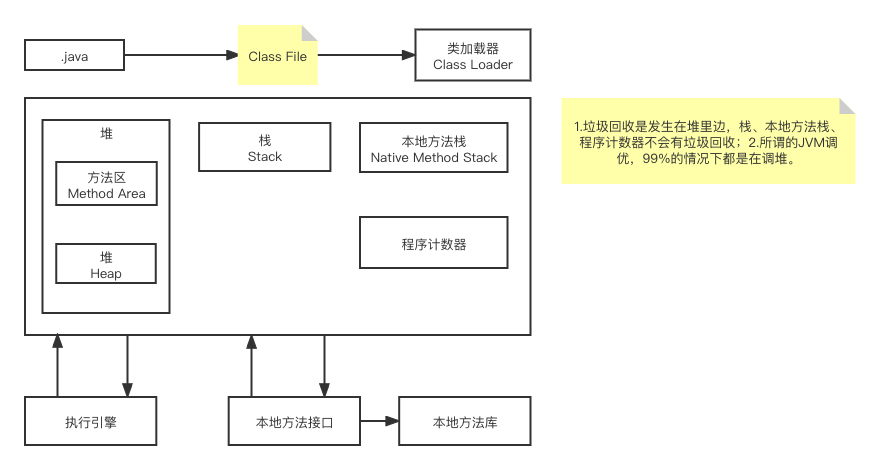 .java
Class File
类加载器
Class Loader
堆
方法区
Method Area
堆
Heap
栈
Stack
本地方法栈
Native Method Stack
程序计数器
1.垃圾回收是发生在堆里边，栈、本地方法栈、
程序计数器不会有垃圾回收；2.所谓的JVM调
优，99%的情况下都是在调堆。
执行引擎
本地方法接口
本地方法库